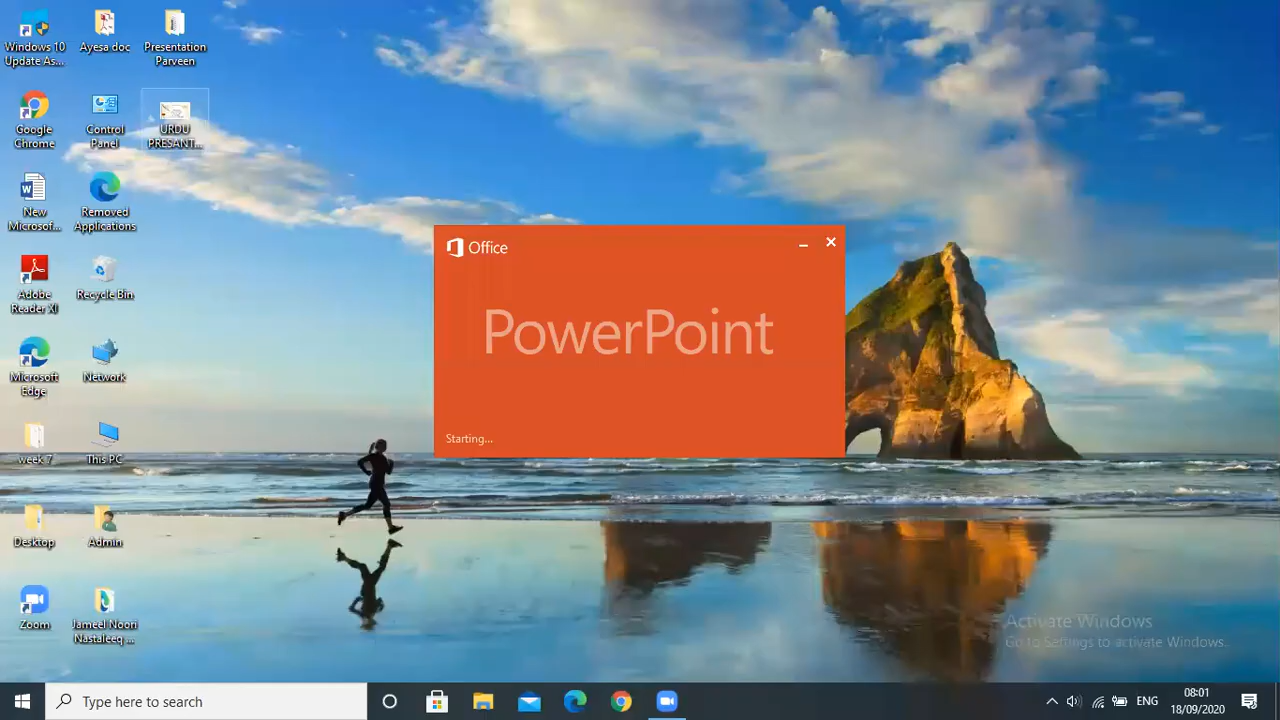 Windows 10
Update As...
Ayesa doc
Presentation
Parveen
Google
Chrome
Control
Panel
URDU
PRESANT...
New
Microsof...
Removed
Applications
Adobe
Reader XI
Recycle Bin
Microsoft
Edge
Network
week 7
This PC
Desktop
Admin
Zoom
Jameel Noori
Nastaleeq ...
Office
PowerPoint
Starting...
Activate Windows
Go to Settings to activate Windows.
Type here to search
ENG
08:01
18/09/2020